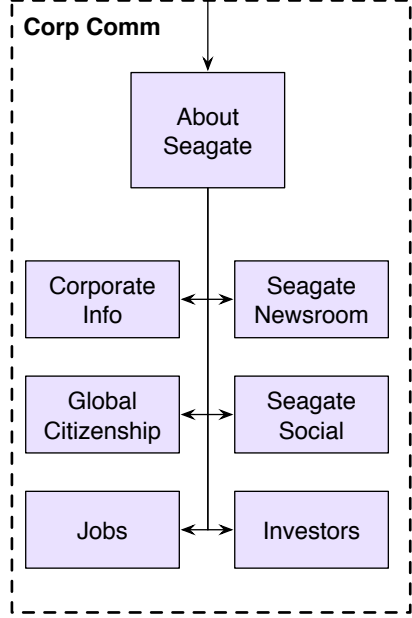 Corp Comm
About
Seagate
Corporate
Info
Seagate
Newsroom
Global
Citizenship
Seagate
Social
Jobs
Investors